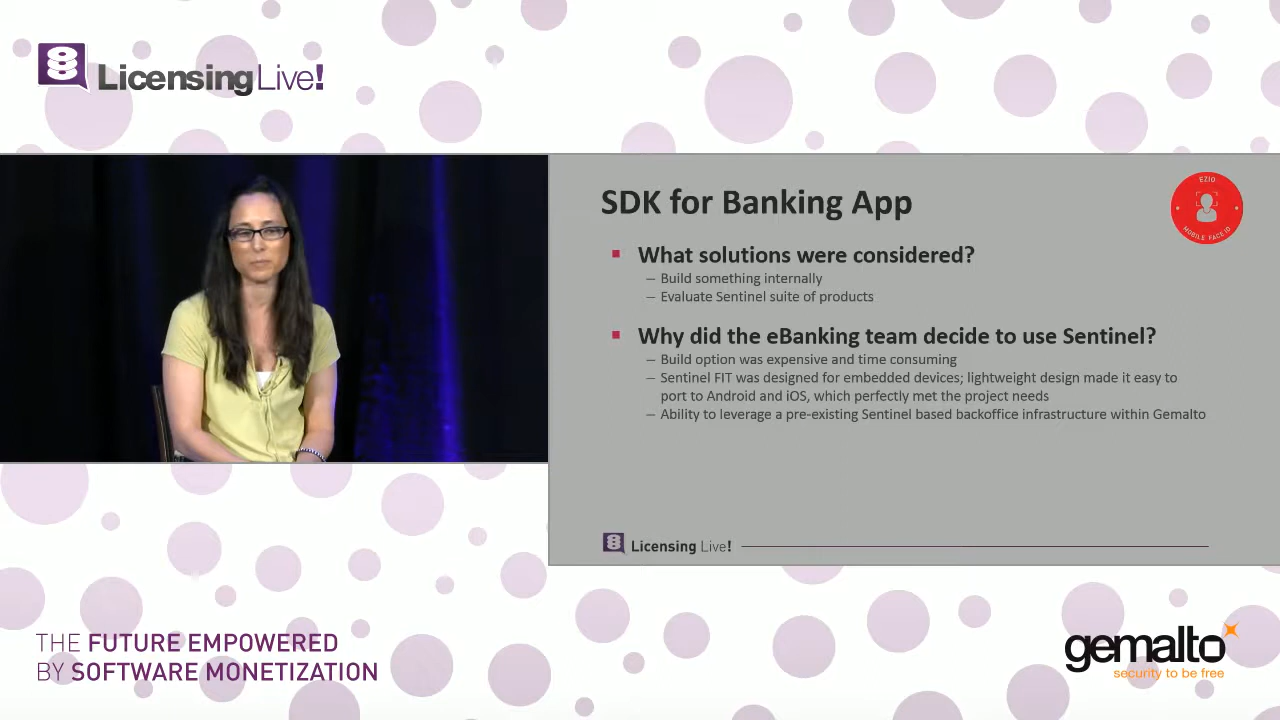 Licensing Live!
SDK for Banking App
EZIO
MOBILE FACE ID
What solutions were considered?
– Build something internally
– Evaluate Sentinel suite of products
Why did the eBanking team decide to use Sentinel?
– Build option was expensive and time consuming
– Sentinel FIT was designed for embedded devices; lightweight design made it easy to
port to Android and iOS, which perfectly met the project needs
– Ability to leverage a pre-existing Sentinel based backoffice infrastructure within Gemalto
Licensing Live!
THE FUTURE EMPOWERED
BY SOFTWARE MONETIZATION
gemalto
security to be free